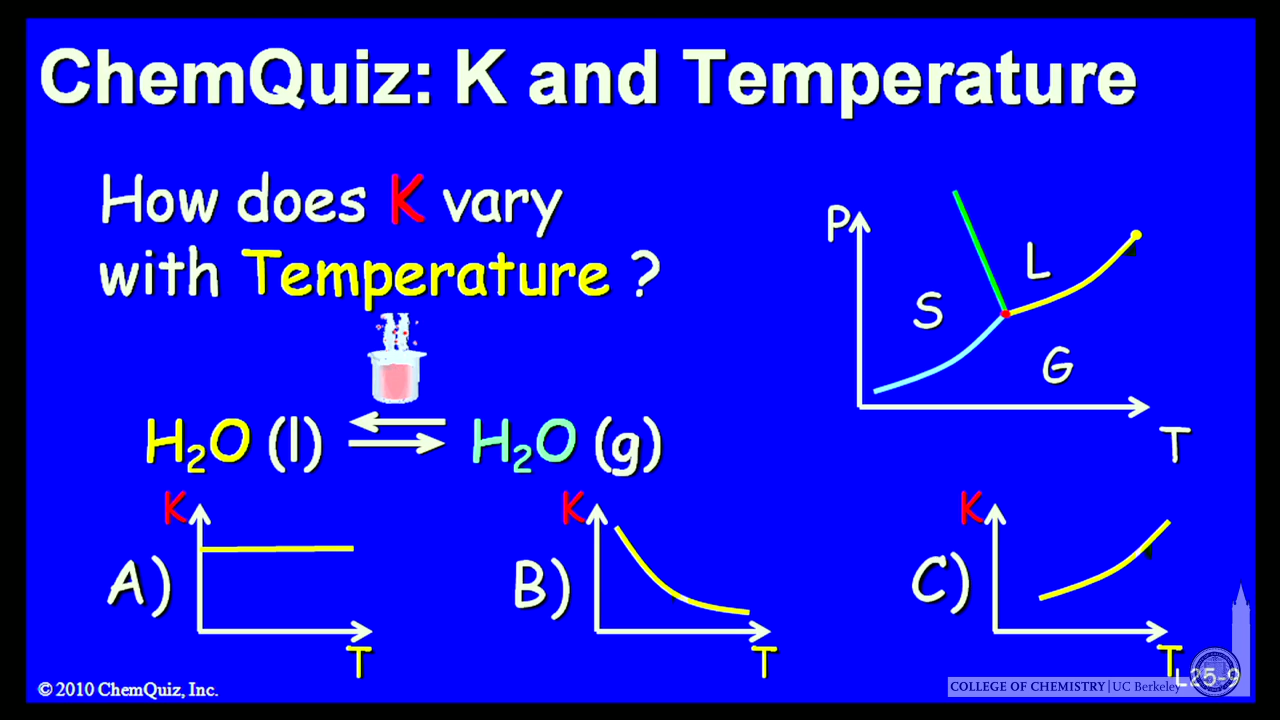 ChemQuiz: K and Temperature
How does K vary
with Temperature ?
P
L
S
G
T
H₂O (l) H₂O (g)
K
K
K
A)
B)
C)
T
T
T
© 2010 ChemQuiz, Inc.
COLLEGE OF CHEMISTRY | UC Berkeley
L25-9